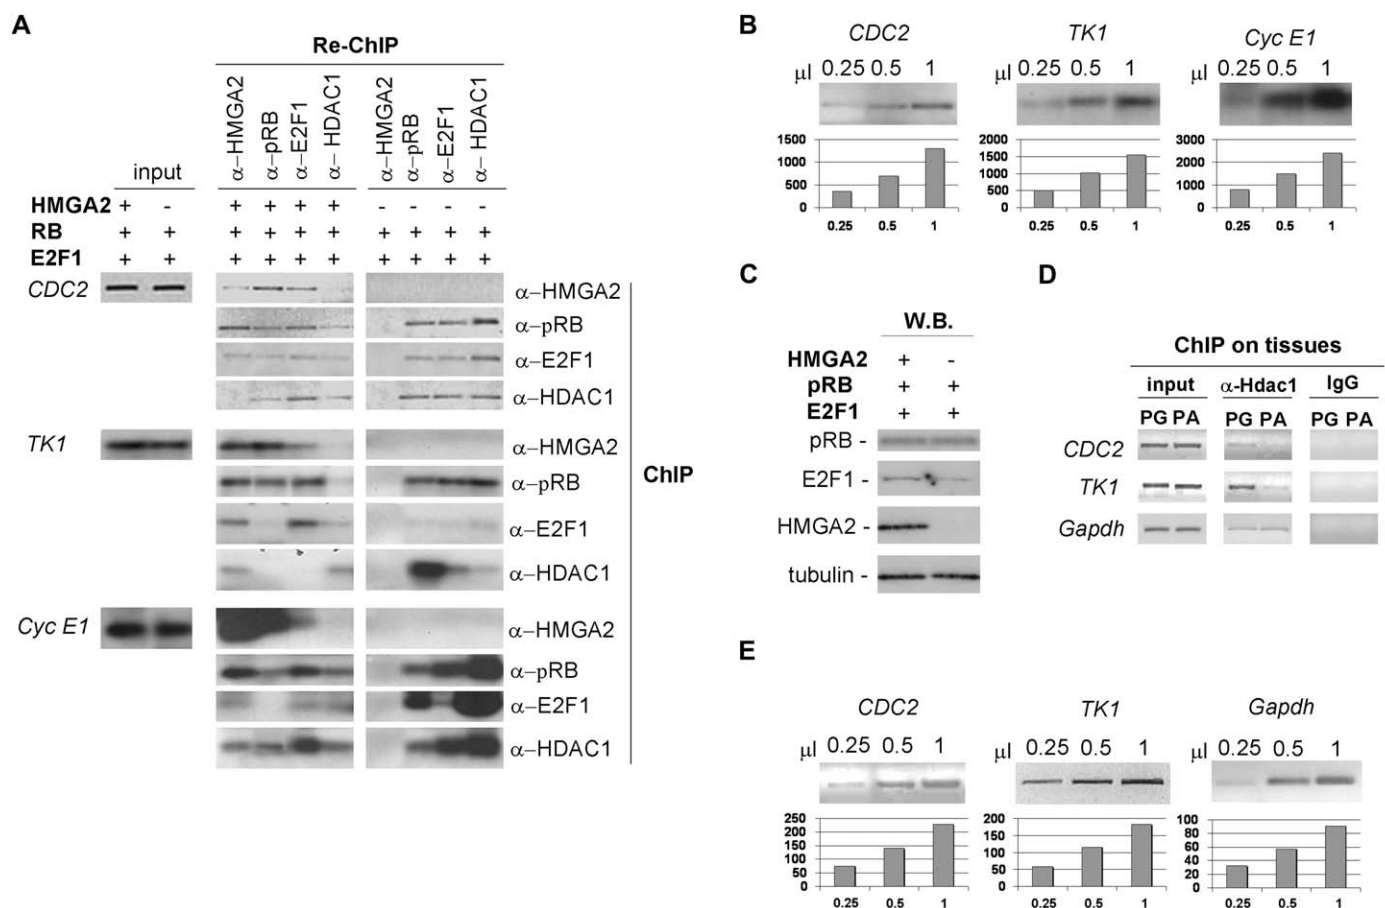 A
Re-ChIP
α–HMGA2
α–pRB
α–E2F1
α– HDAC1
α–HMGA2
α–pRB
α–E2F1
α– HDAC1
input
HMGA2 + - + + + + - - - -
RB + + + + + + + + + +
E2F1 + + + + + + + + + +
CDC2
α–HMGA2
α–pRB
α–E2F1
α–HDAC1
TK1
α–HMGA2
α–pRB
α–E2F1
α–HDAC1
Cyc E1
α–HMGA2
α–pRB
α–E2F1
α–HDAC1
ChIP
B
CDC2 TK1 Cyc E1
µl 0.25 0.5 1 µl 0.25 0.5 1 µl 0.25 0.5 1
1500
1000
500
0
0.25 0.5 1
2000
1500
1000
500
0
0.25 0.5 1
3000
2000
1000
0
0.25 0.5 1
C
W.B.
HMGA2 + -
pRB + +
E2F1 + +
pRB -
E2F1 -
HMGA2 -
tubulin -
D
ChIP on tissues
input α-Hdac1 IgG
PG PA PG PA PG PA
CDC2
TK1
Gapdh
E
CDC2 TK1 Gapdh
µl 0.25 0.5 1 µl 0.25 0.5 1 µl 0.25 0.5 1
250
200
150
100
50
0
0.25 0.5 1
200
150
100
50
0
0.25 0.5 1
100
80
60
40
20
0
0.25 0.5 1